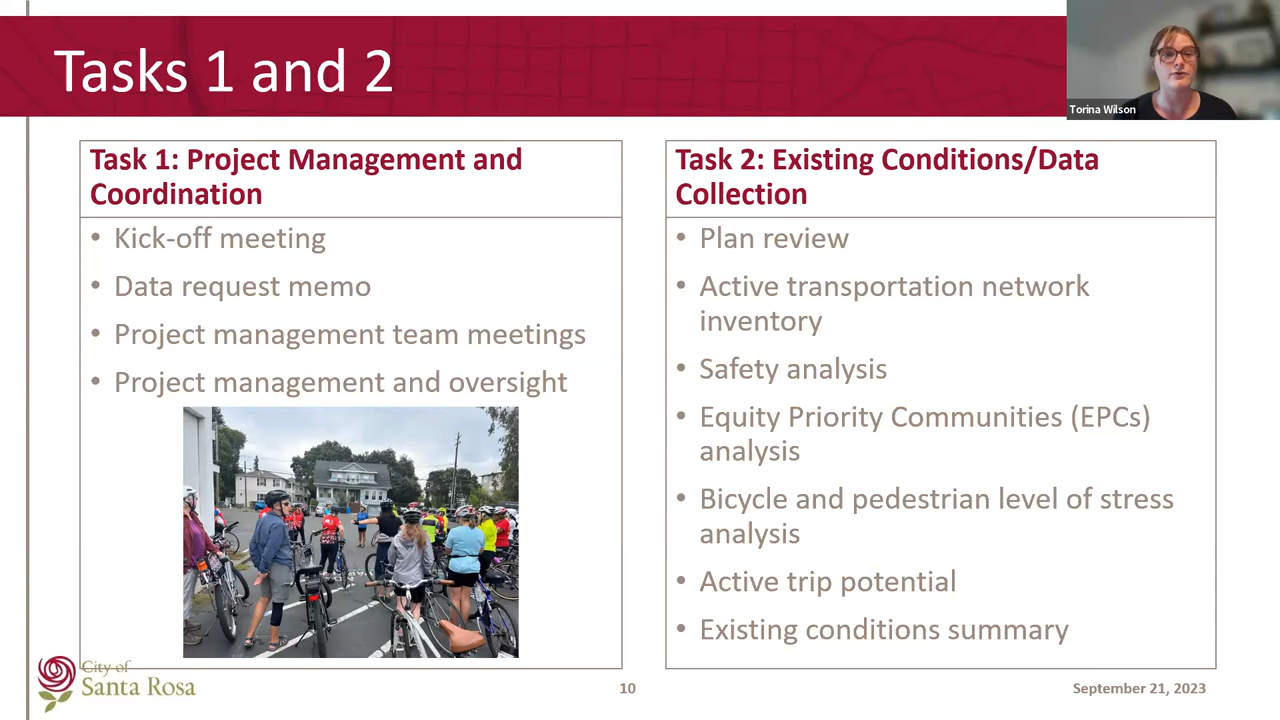 Tasks 1 and 2
Torina Wilson
Task 1: Project Management and
Coordination
• Kick-off meeting
• Data request memo
• Project management team meetings
• Project management and oversight
Task 2: Existing Conditions/Data
Collection
• Plan review
• Active transportation network
inventory
• Safety analysis
• Equity Priority Communities (EPCs)
analysis
• Bicycle and pedestrian level of stress
analysis
• Active trip potential
• Existing conditions summary
City of
Santa Rosa
10
September 21, 2023